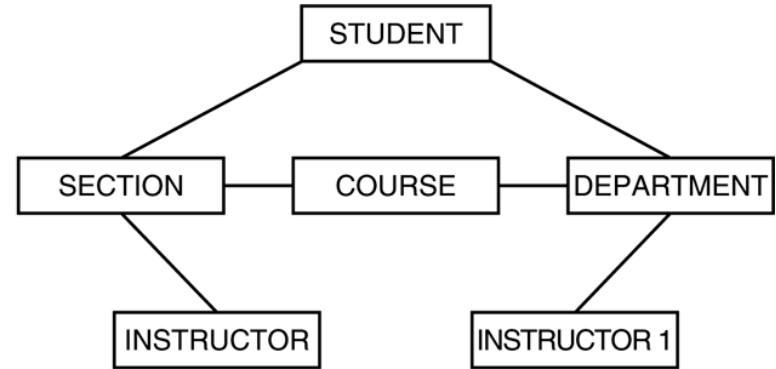 STUDENT
SECTION
COURSE
DEPARTMENT
INSTRUCTOR
INSTRUCTOR 1